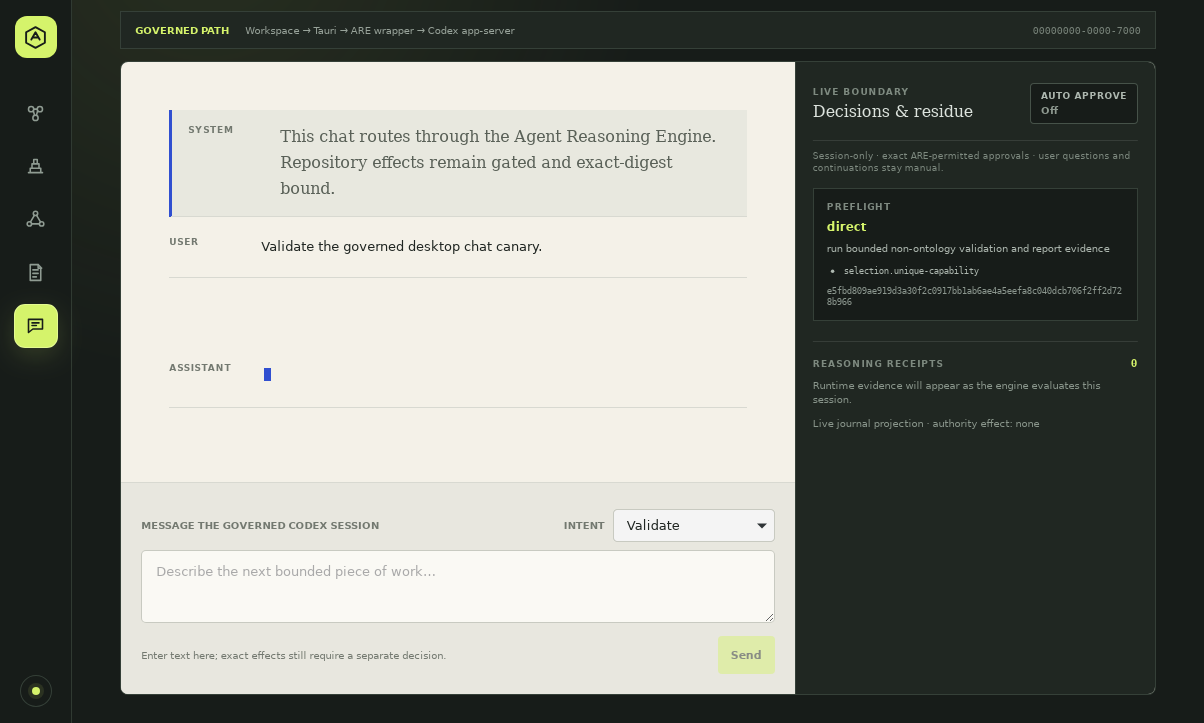 GOVERNED PATH Workspace → Tauri → ARE wrapper → Codex app-server 00000000-0000-7000
SYSTEM
This chat routes through the Agent Reasoning Engine.
Repository effects remain gated and exact-digest
bound.
USER
Validate the governed desktop chat canary.
ASSISTANT
MESSAGE THE GOVERNED CODEX SESSION
INTENT Validate
Describe the next bounded piece of work…
Enter text here; exact effects still require a separate decision.
Send
LIVE BOUNDARY
Decisions & residue
AUTO APPROVE
Off
Session-only · exact ARE-permitted approvals · user questions and
continuations stay manual.
PREFLIGHT
direct
run bounded non-ontology validation and report evidence
• selection.unique-capability
e5fbd809ae919d3a30f2c0917bb1ab6ae4a5eefa8c040dcb706f2ff2d72
8b966
REASONING RECEIPTS 0
Runtime evidence will appear as the engine evaluates this
session.
Live journal projection · authority effect: none